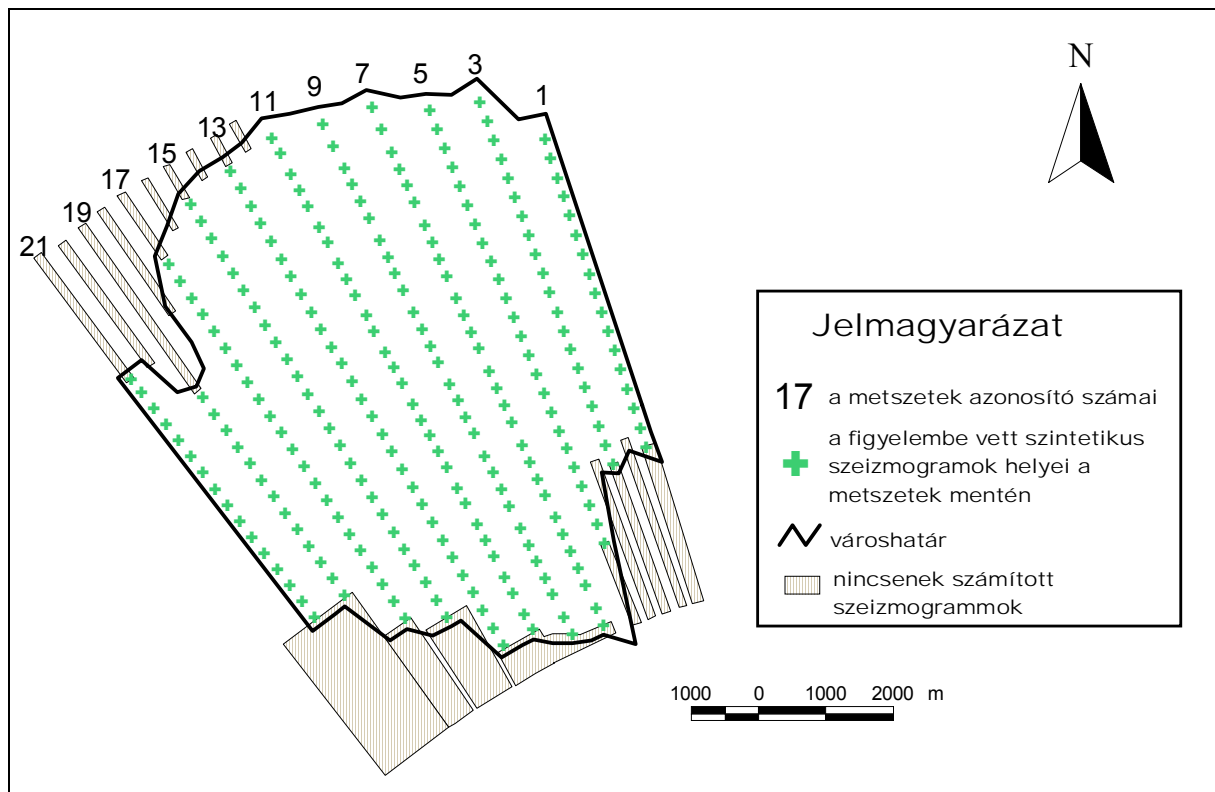 N
3
7
5
9
1
11
13
15
17
19
21
Jelmagyarázat
17 a metszetek azonosító számai
a figyelembe vett szintetikus
szeizmogramok helyei a
metszetek mentén
városhatár
nincsenek számított
szeizmogrammok
1000 0 1000 2000 m